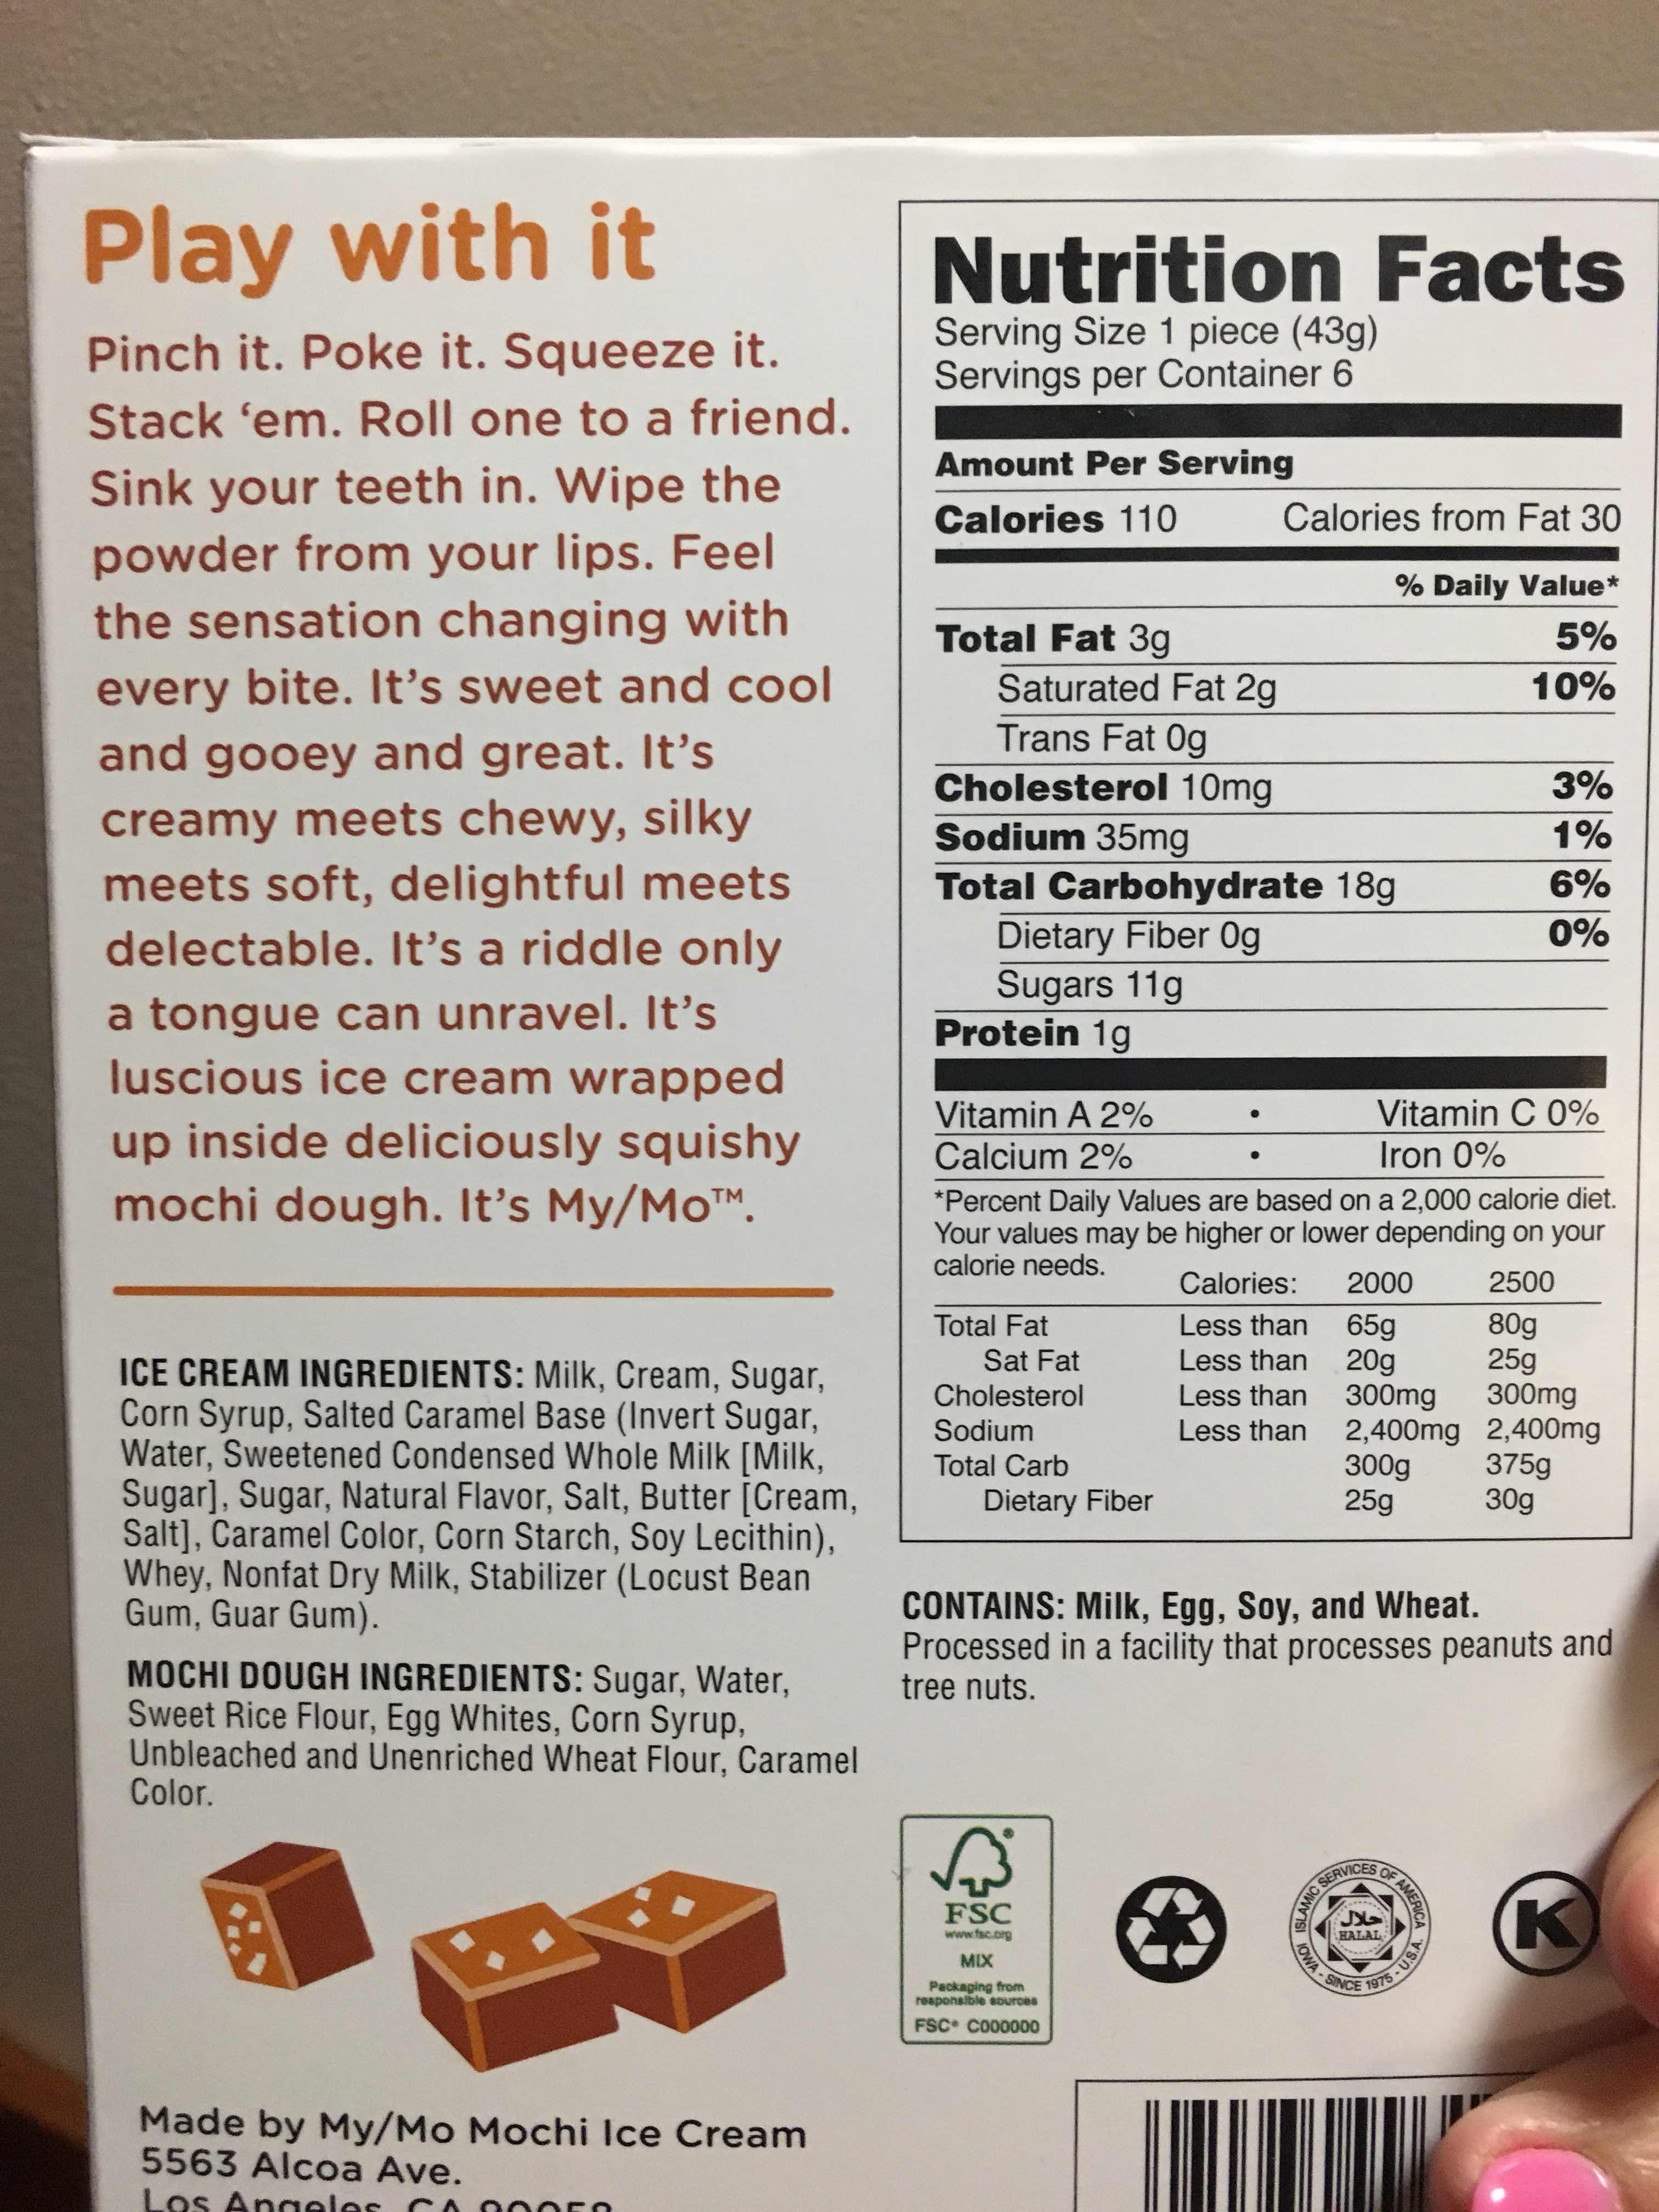 Play with it
Pinch it. Poke it. Squeeze it.
Stack ‘em. Roll one to a friend.
Sink your teeth in. Wipe the
powder from your lips. Feel
the sensation changing with
every bite. It’s sweet and cool
and gooey and great. It’s
creamy meets chewy, silky
meets soft, delightful meets
delectable. It’s a riddle only
a tongue can unravel. It’s
luscious ice cream wrapped
up inside deliciously squishy
mochi dough. It’s My/Mo™.
ICE CREAM INGREDIENTS: Milk, Cream, Sugar,
Corn Syrup, Salted Caramel Base (Invert Sugar,
Water, Sweetened Condensed Whole Milk [Milk,
Sugar], Sugar, Natural Flavor, Salt, Butter [Cream,
Salt], Caramel Color, Corn Starch, Soy Lecithin),
Whey, Nonfat Dry Milk, Stabilizer (Locust Bean
Gum, Guar Gum).
MOCHI DOUGH INGREDIENTS: Sugar, Water,
Sweet Rice Flour, Egg Whites, Corn Syrup,
Unbleached and Unenriched Wheat Flour, Caramel
Color.
Made by My/Mo Mochi Ice Cream
5563 Alcoa Ave.
Los Angeles, CA 90058
Nutrition Facts
Serving Size 1 piece (43g)
Servings per Container 6
Amount Per Serving
Calories 110 Calories from Fat 30
% Daily Value*
Total Fat 3g 5%
Saturated Fat 2g 10%
Trans Fat 0g
Cholesterol 10mg 3%
Sodium 35mg 1%
Total Carbohydrate 18g 6%
Dietary Fiber 0g 0%
Sugars 11g
Protein 1g
Vitamin A 2% • Vitamin C 0%
Calcium 2% • Iron 0%
*Percent Daily Values are based on a 2,000 calorie diet.
Your values may be higher or lower depending on your
calorie needs.
Calories: 2000 2500
Total Fat Less than 65g 80g
Sat Fat Less than 20g 25g
Cholesterol Less than 300mg 300mg
Sodium Less than 2,400mg 2,400mg
Total Carb 300g 375g
Dietary Fiber 25g 30g
CONTAINS: Milk, Egg, Soy, and Wheat.
Processed in a facility that processes peanuts and
tree nuts.
®
FSC
www.fsc.org
MIX
Packaging from
responsible sources
FSC® C000000
ISLAMIC SERVICES OF AMERICA
حلال
HALAL
IOWA - SINCE 1975 - U.S.A.
K